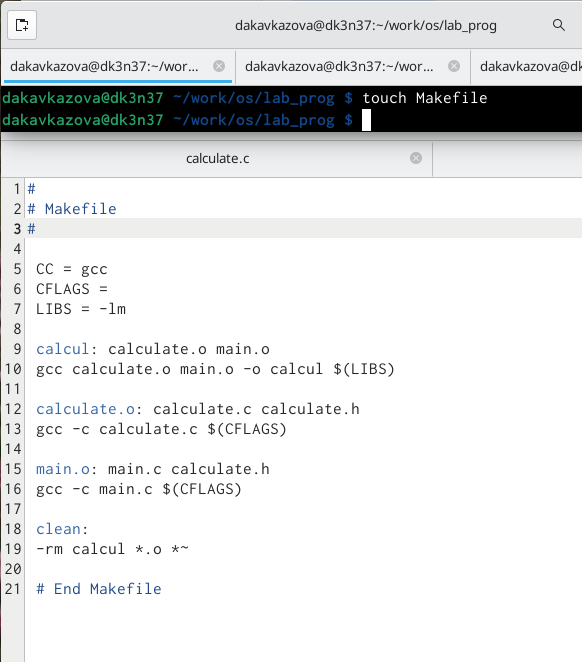 dakavkazova@dk3n37:~/work/os/lab_prog
dakavkazova@dk3n37:~/wor... dakavkazova@dk3n37:~/wor... dakavkazova@dk
dakavkazova@dk3n37 ~/work/os/lab_prog $ touch Makefile
dakavkazova@dk3n37 ~/work/os/lab_prog $
calculate.c
1 #
2 # Makefile
3 #
4
5 CC = gcc
6 CFLAGS =
7 LIBS = -lm
8
9 calcul: calculate.o main.o
10 gcc calculate.o main.o -o calcul $(LIBS)
11
12 calculate.o: calculate.c calculate.h
13 gcc -c calculate.c $(CFLAGS)
14
15 main.o: main.c calculate.h
16 gcc -c main.c $(CFLAGS)
17
18 clean:
19 -rm calcul *.o *~
20
21 # End Makefile